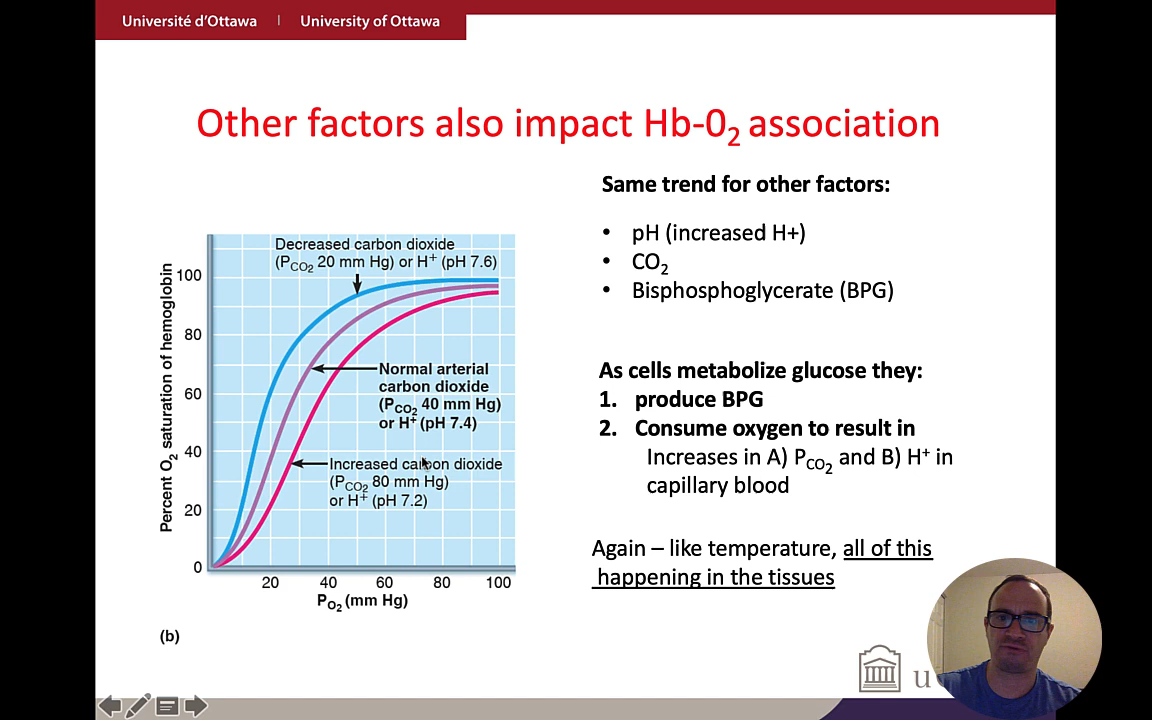 Université d'Ottawa | University of Ottawa
Other factors also impact Hb-0₂ association
Same trend for other factors:
• pH (increased H+)
• CO₂
• Bisphosphoglycerate (BPG)
As cells metabolize glucose they:
1. produce BPG
2. Consume oxygen to result in
Increases in A) PCO₂ and B) H⁺ in
capillary blood
Again – like temperature, all of this
happening in the tissues
Decreased carbon dioxide
(PCO₂ 20 mm Hg) or H⁺ (pH 7.6)
Normal arterial
carbon dioxide
(PCO₂ 40 mm Hg)
or H⁺ (pH 7.4)
Increased carbon dioxide
(PCO₂ 80 mm Hg)
or H⁺ (pH 7.2)
Percent O₂ saturation of hemoglobin
100
80
60
40
20
0
20 40 60 80 100
PO₂ (mm Hg)
(b)